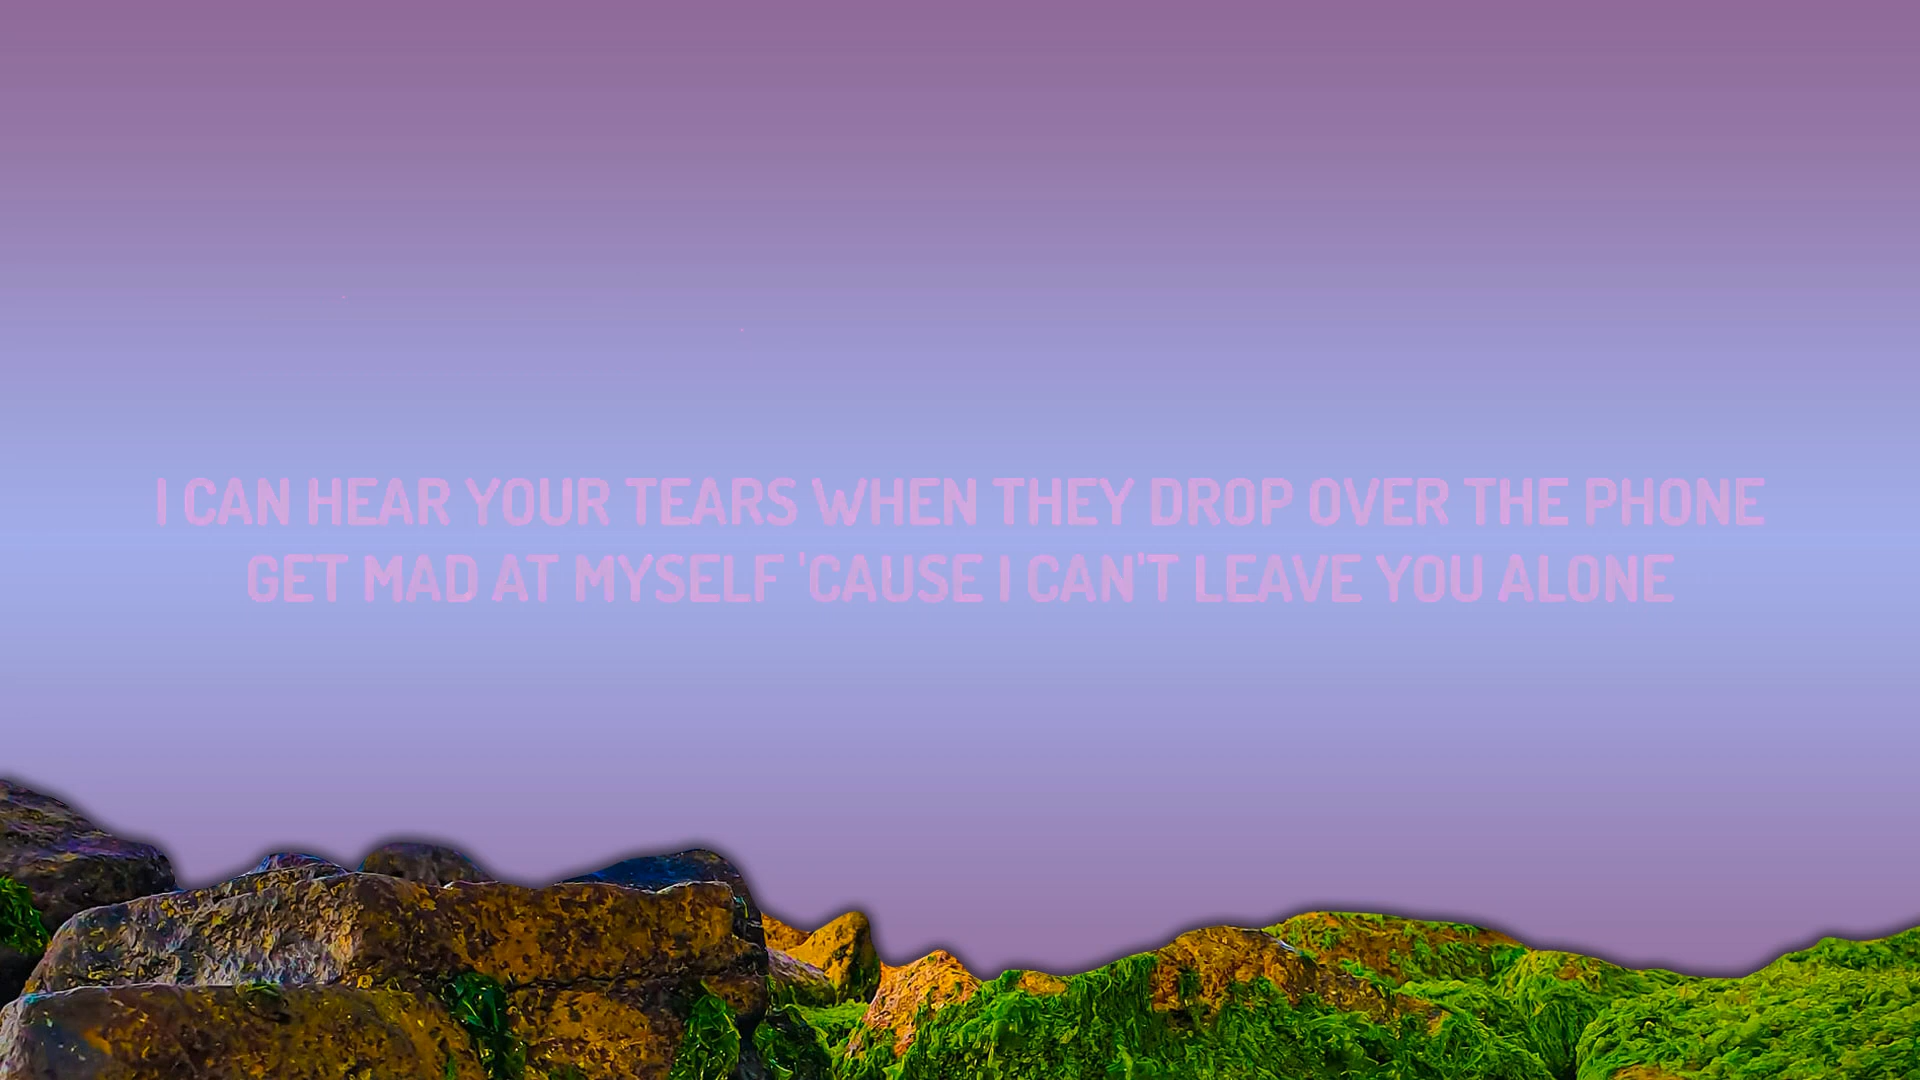 I CAN HEAR YOUR TEARS WHEN THEY DROP OVER THE PHONE
GET MAD AT MYSELF 'CAUSE I CAN'T LEAVE YOU ALONE